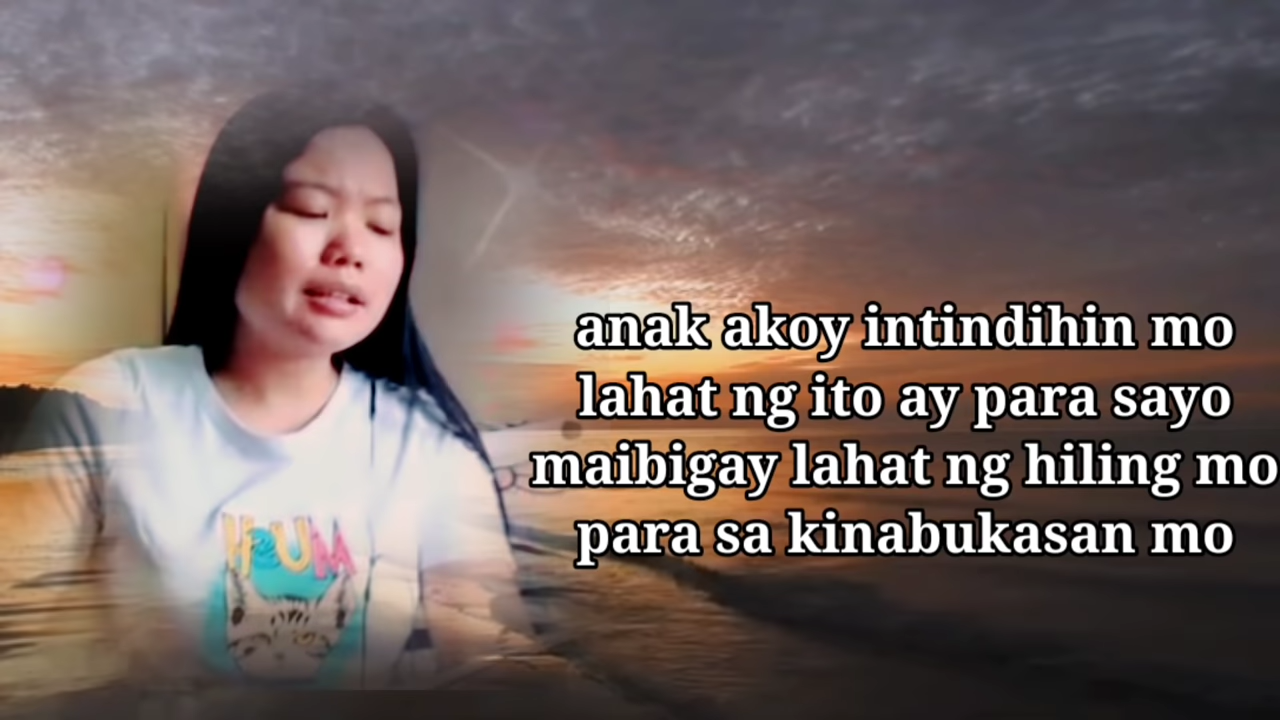 anak akoy intindihin mo
lahat ng ito ay para sayo
maibigay lahat ng hiling mo
para sa kinabukasan mo